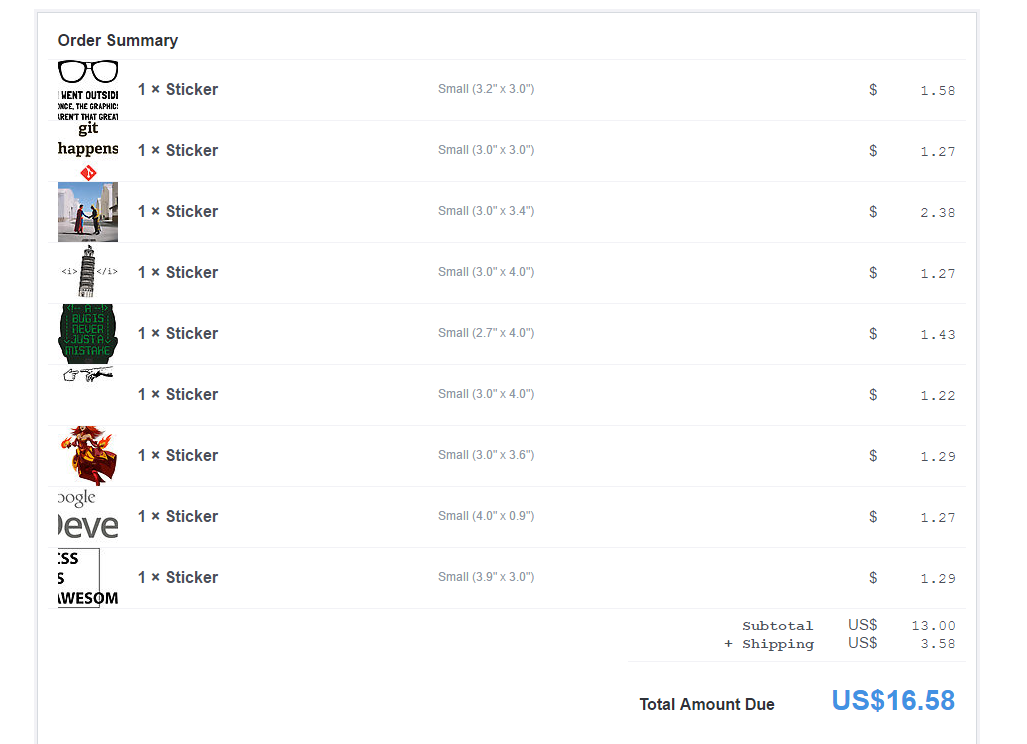 Order Summary
WENT OUTSID
ONCE, THE GRAPHIC
AREN'T THAT GREAT
1 × Sticker Small (3.2" x 3.0") $ 1.58
git
happens
1 × Sticker Small (3.0" x 3.0") $ 1.27
1 × Sticker Small (3.0" x 3.4") $ 2.38
<i> </i>
1 × Sticker Small (3.0" x 4.0") $ 1.27
A
BUG IS
NEVER
JUST A
MISTAKE
1 × Sticker Small (2.7" x 4.0") $ 1.43
1 × Sticker Small (3.0" x 4.0") $ 1.22
1 × Sticker Small (3.0" x 3.6") $ 1.29
oogle
Deve
1 × Sticker Small (4.0" x 0.9") $ 1.27
SS
S
AWESOM
1 × Sticker Small (3.9" x 3.0") $ 1.29
Subtotal US$ 13.00
+ Shipping US$ 3.58
Total Amount Due US$16.58